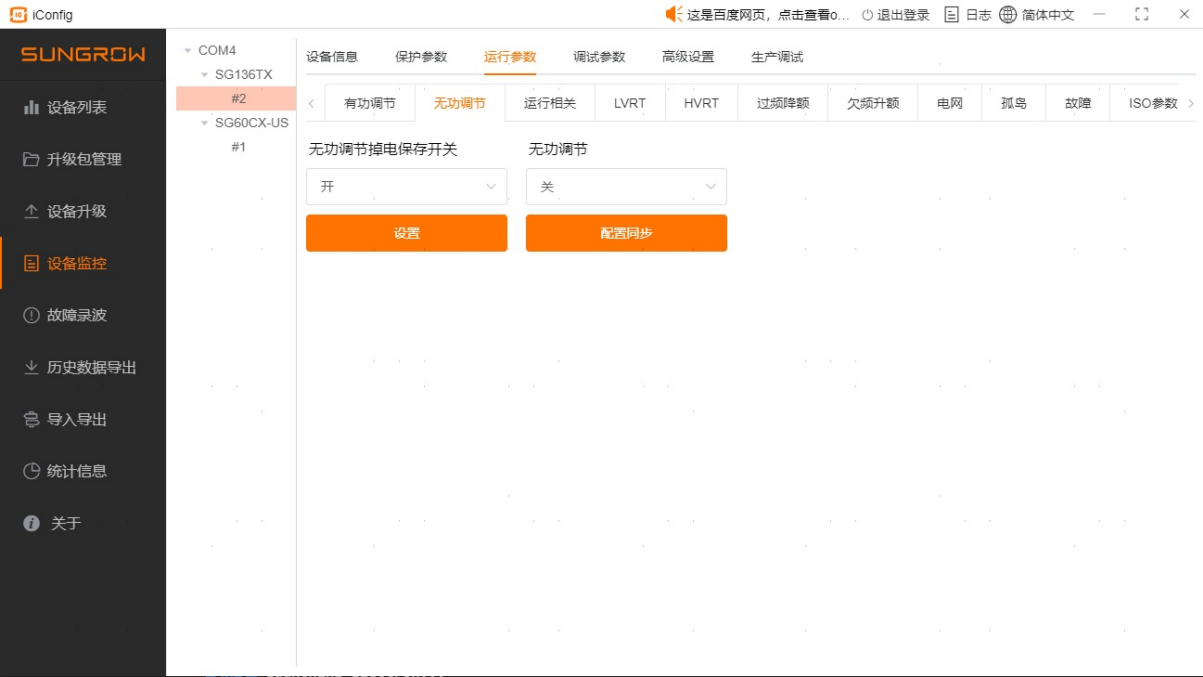 iConfig
这是百度网页，点击查看o...
退出登录
日志
简体中文
SUNGROW
设备列表
升级包管理
设备升级
设备监控
故障录波
历史数据导出
导入导出
统计信息
关于
COM4
SG136TX
#2
SG60CX-US
#1
设备信息
保护参数
运行参数
调试参数
高级设置
生产调试
有功调节
无功调节
运行相关
LVRT
HVRT
过频降额
欠频升额
电网
孤岛
故障
ISO参数
无功调节掉电保存开关
无功调节
开
关
设置
配置同步